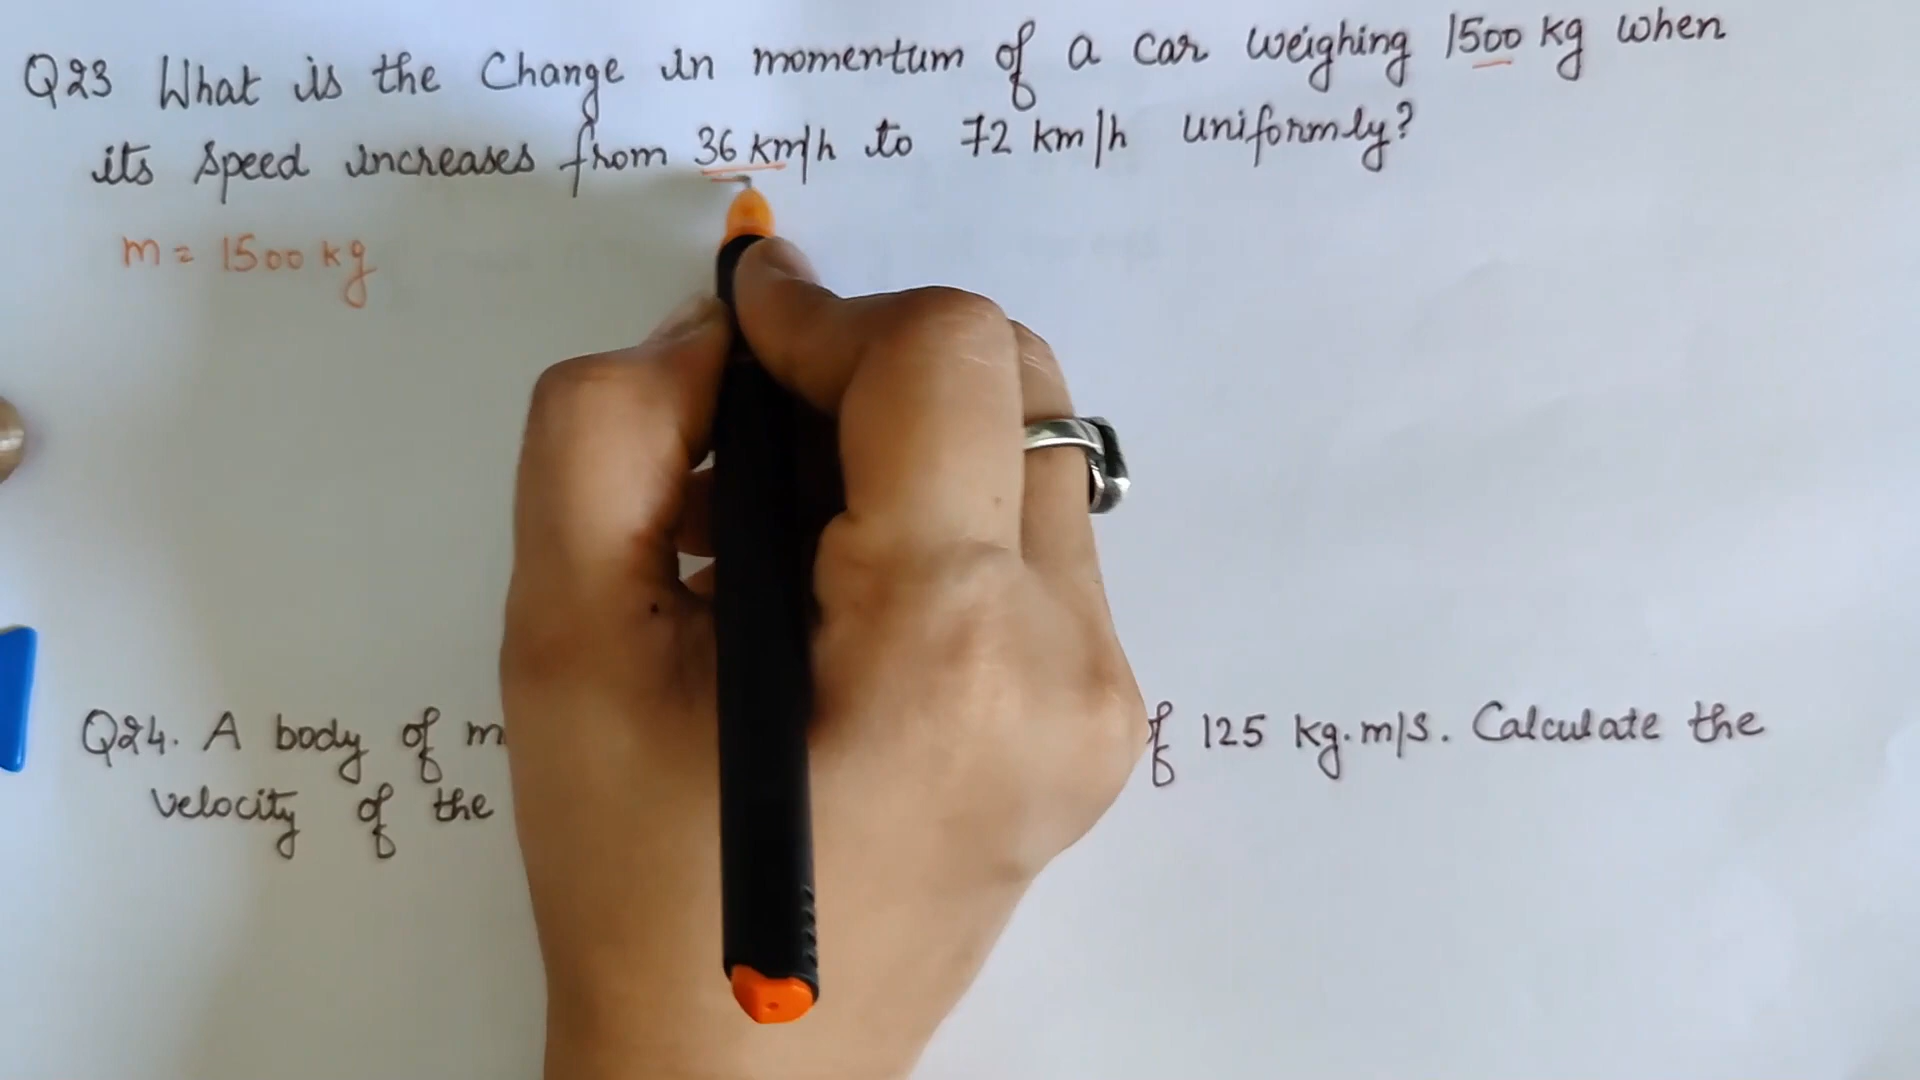 Q23 What is the Change in momentum of a car weighing 1500 kg when
its speed increases from 36 km/h to 72 km/h uniformly?
m = 1500 kg
Q24. A body of of 125 kg.m/s. Calculate the
velocity of the